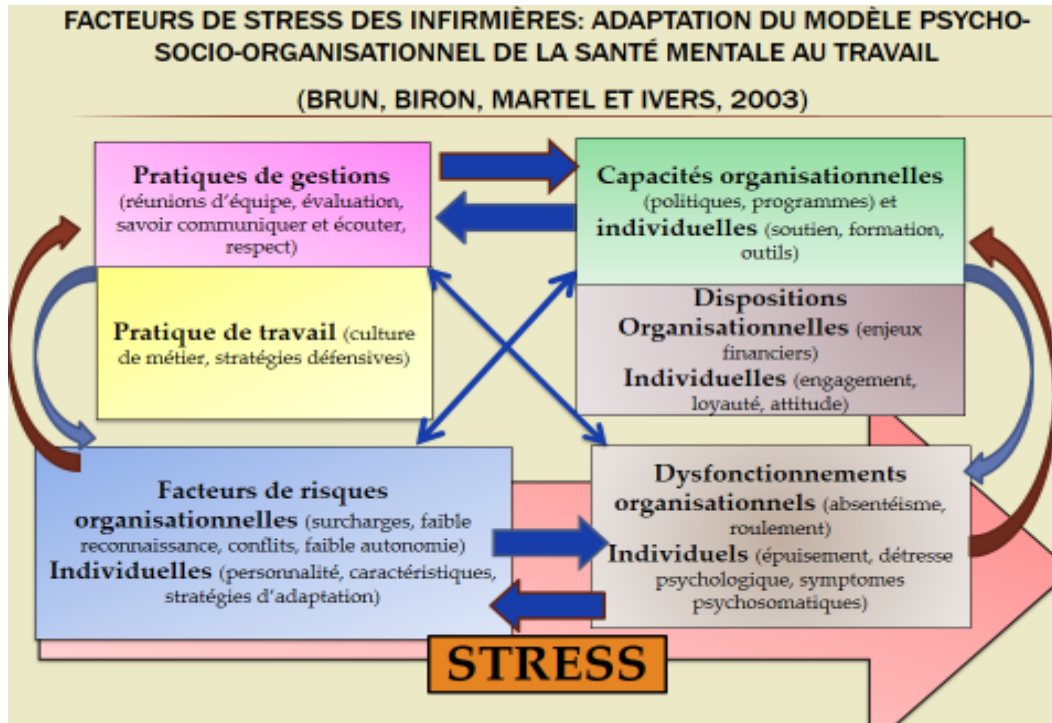 FACTEURS DE STRESS DES INFIRMIÈRES: ADAPTATION DU MODÈLE PSYCHO-
SOCIO-ORGANISATIONNEL DE LA SANTÉ MENTALE AU TRAVAIL
(BRUN, BIRON, MARTEL ET IVERS, 2003)
Pratiques de gestions
(réunions d'équipe, évaluation,
savoir communiquer et écouter,
respect)
Pratique de travail (culture
de métier, stratégies défensives)
Capacités organisationnelles
(politiques, programmes) et
individuelles (soutien, formation,
outils)
Dispositions
Organisationnelles (enjeux
financiers)
Individuelles (engagement,
loyauté, attitude)
Facteurs de risques
organisationnelles (surcharges, faible
reconnaissance, conflits, faible autonomie)
Individuelles (personnalité, caractéristiques,
stratégies d'adaptation)
Dysfonctionnements
organisationnels (absentéisme,
roulement)
Individuels (épuisement, détresse
psychologique, symptomes
psychosomatiques)
STRESS